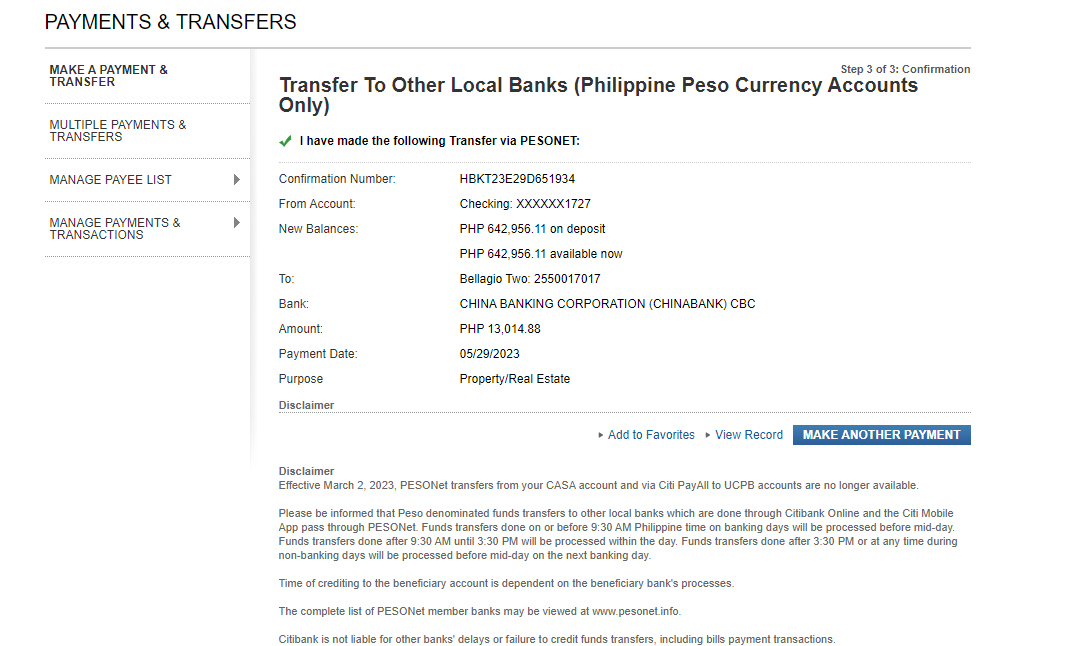 PAYMENTS & TRANSFERS
MAKE A PAYMENT &
TRANSFER
MULTIPLE PAYMENTS &
TRANSFERS
MANAGE PAYEE LIST
MANAGE PAYMENTS &
TRANSACTIONS
Step 3 of 3: Confirmation
Transfer To Other Local Banks (Philippine Peso Currency Accounts
Only)
I have made the following Transfer via PESONET:
Confirmation Number: HBKT23E29D651934
From Account: Checking: XXXXXX1727
New Balances: PHP 642,956.11 on deposit
PHP 642,956.11 available now
To: Bellagio Two: 2550017017
Bank: CHINA BANKING CORPORATION (CHINABANK) CBC
Amount: PHP 13,014.88
Payment Date: 05/29/2023
Purpose Property/Real Estate
Disclaimer
Add to Favorites View Record MAKE ANOTHER PAYMENT
Disclaimer
Effective March 2, 2023, PESONet transfers from your CASA account and via Citi PayAll to UCPB accounts are no longer available.
Please be informed that Peso denominated funds transfers to other local banks which are done through Citibank Online and the Citi Mobile
App pass through PESONet. Funds transfers done on or before 9:30 AM Philippine time on banking days will be processed before mid-day.
Funds transfers done after 9:30 AM until 3:30 PM will be processed within the day. Funds transfers done after 3:30 PM or at any time during
non-banking days will be processed before mid-day on the next banking day.
Time of crediting to the beneficiary account is dependent on the beneficiary bank's processes.
The complete list of PESONet member banks may be viewed at www.pesonet.info.
Citibank is not liable for other banks' delays or failure to credit funds transfers, including bills payment transactions.